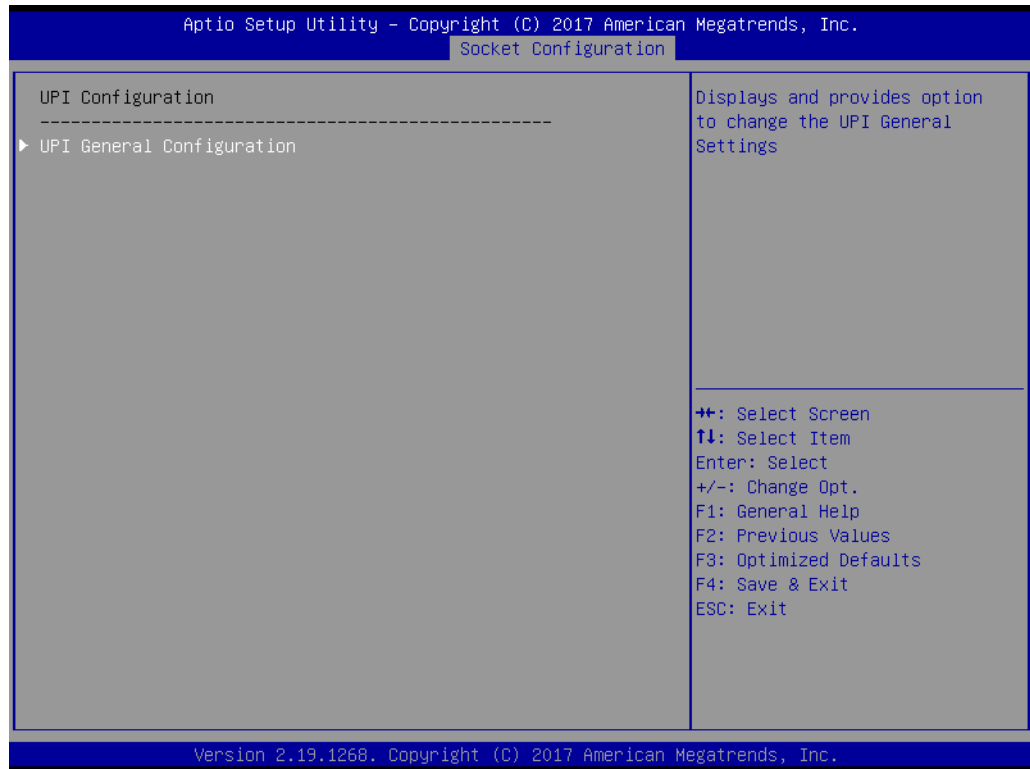 Aptio Setup Utility – Copyright (C) 2017 American Megatrends, Inc.
Socket Configuration
UPI Configuration
--------------------------------------------------
▶ UPI General Configuration
Displays and provides option
to change the UPI General
Settings
→←: Select Screen
↑↓: Select Item
Enter: Select
+/-: Change Opt.
F1: General Help
F2: Previous Values
F3: Optimized Defaults
F4: Save & Exit
ESC: Exit
Version 2.19.1268. Copyright (C) 2017 American Megatrends, Inc.